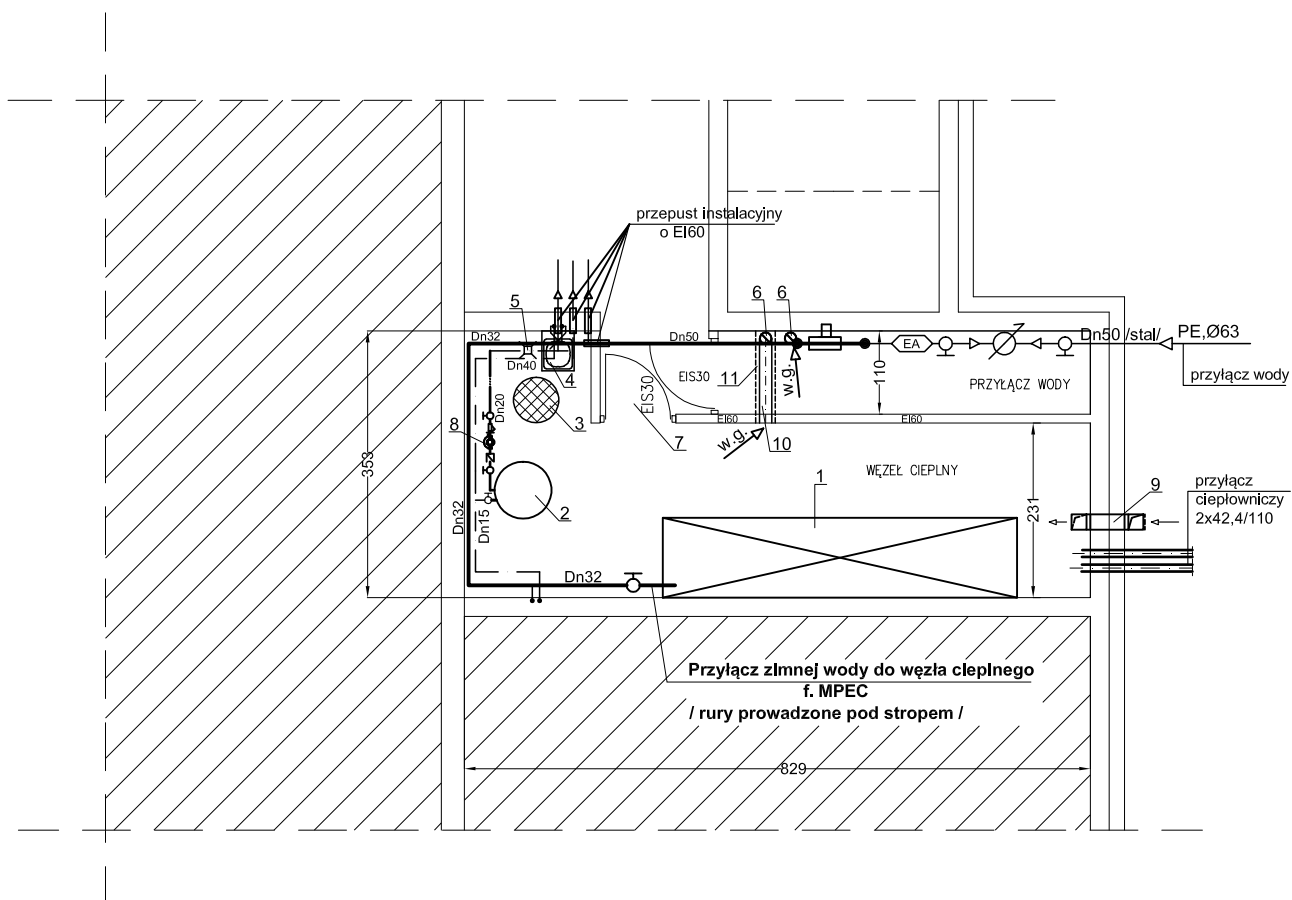 przepust instalacyjny
o EI60
5
6
6
Dn32
Dn50
Dn50 /stal/
PE,Ø63
EA
Dn40
4
EIS30
EIS30
11
w.g.
110
PRZYŁĄCZ WODY
przyłącz wody
Dn20
3
EI60
EI60
8
7
w.g.
10
353
WĘZEŁ CIEPLNY
1
231
9
przyłącz
ciepłowniczy
2x42,4/110
2
Dn32
Dn15
Dn32
Przyłącz zimnej wody do węzła cieplnego
f. MPEC
/ rury prowadzone pod stropem /
829